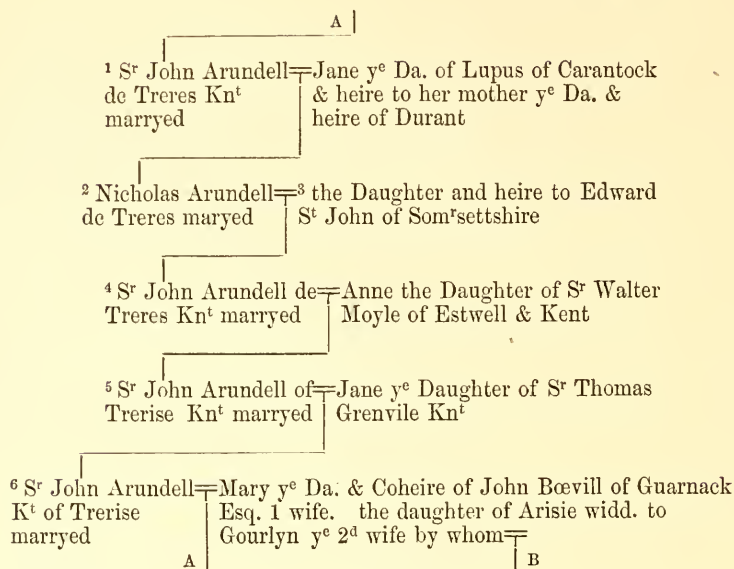 A
¹ Sʳ John Arundell
de Treres Knᵗ
marryed
Jane yᵉ Da. of Lupus of Carantock
& heire to her mother yᵉ Da. &
heire of Durant
² Nicholas Arundell
de Treres maryed
³ the Daughter and heire to Edward
Sᵗ John of Somʳsettshire
⁴ Sʳ John Arundell de
Treres Knᵗ marryed
Anne the Daughter of Sʳ Walter
Moyle of Estwell & Kent
⁵ Sʳ John Arundell of
Trerise Knᵗ marryed
Jane yᵉ Daughter of Sʳ Thomas
Grenvile Knᵗ
⁶ Sʳ John Arundell
Kᵗ of Trerise
marryed
Mary yᵉ Da. & Coheire of John Bœvill of Guarnack
Esq. 1 wife. the daughter of Arisie widd. to
Gourlyn yᵉ 2ᵈ wife by whom
A
B